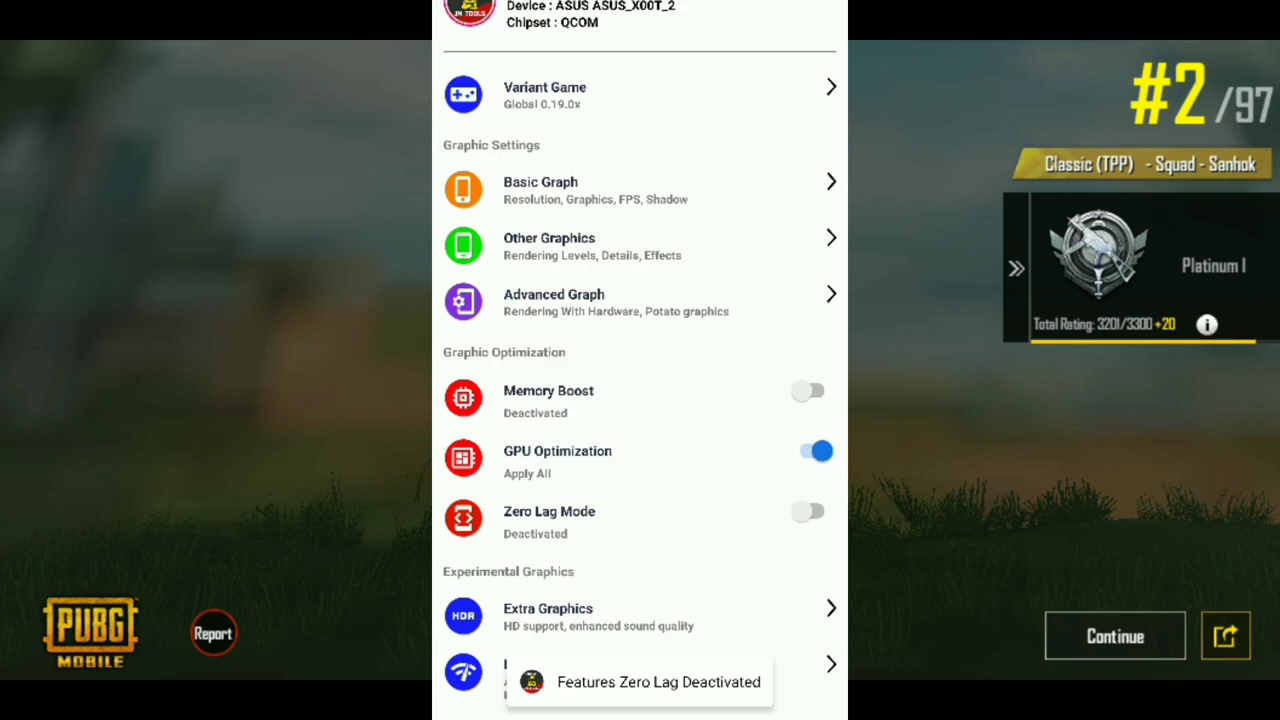 JM TOOLS
Device : ASUS ASUS_X00T_2
Chipset : QCOM
Variant Game
Global 0.19.0x
Graphic Settings
Basic Graph
Resolution, Graphics, FPS, Shadow
Other Graphics
Rendering Levels, Details, Effects
Advanced Graph
Rendering With Hardware, Potato graphics
Graphic Optimization
Memory Boost
Deactivated
GPU Optimization
Apply All
Zero Lag Mode
Deactivated
Experimental Graphics
HDR
Extra Graphics
HD support, enhanced sound quality
Features Zero Lag Deactivated
#2/97
Classic (TPP) - Squad - Sanhok
Platinum I
Total Rating: 3201/3300 +20
PUBG
MOBILE
Report
Continue